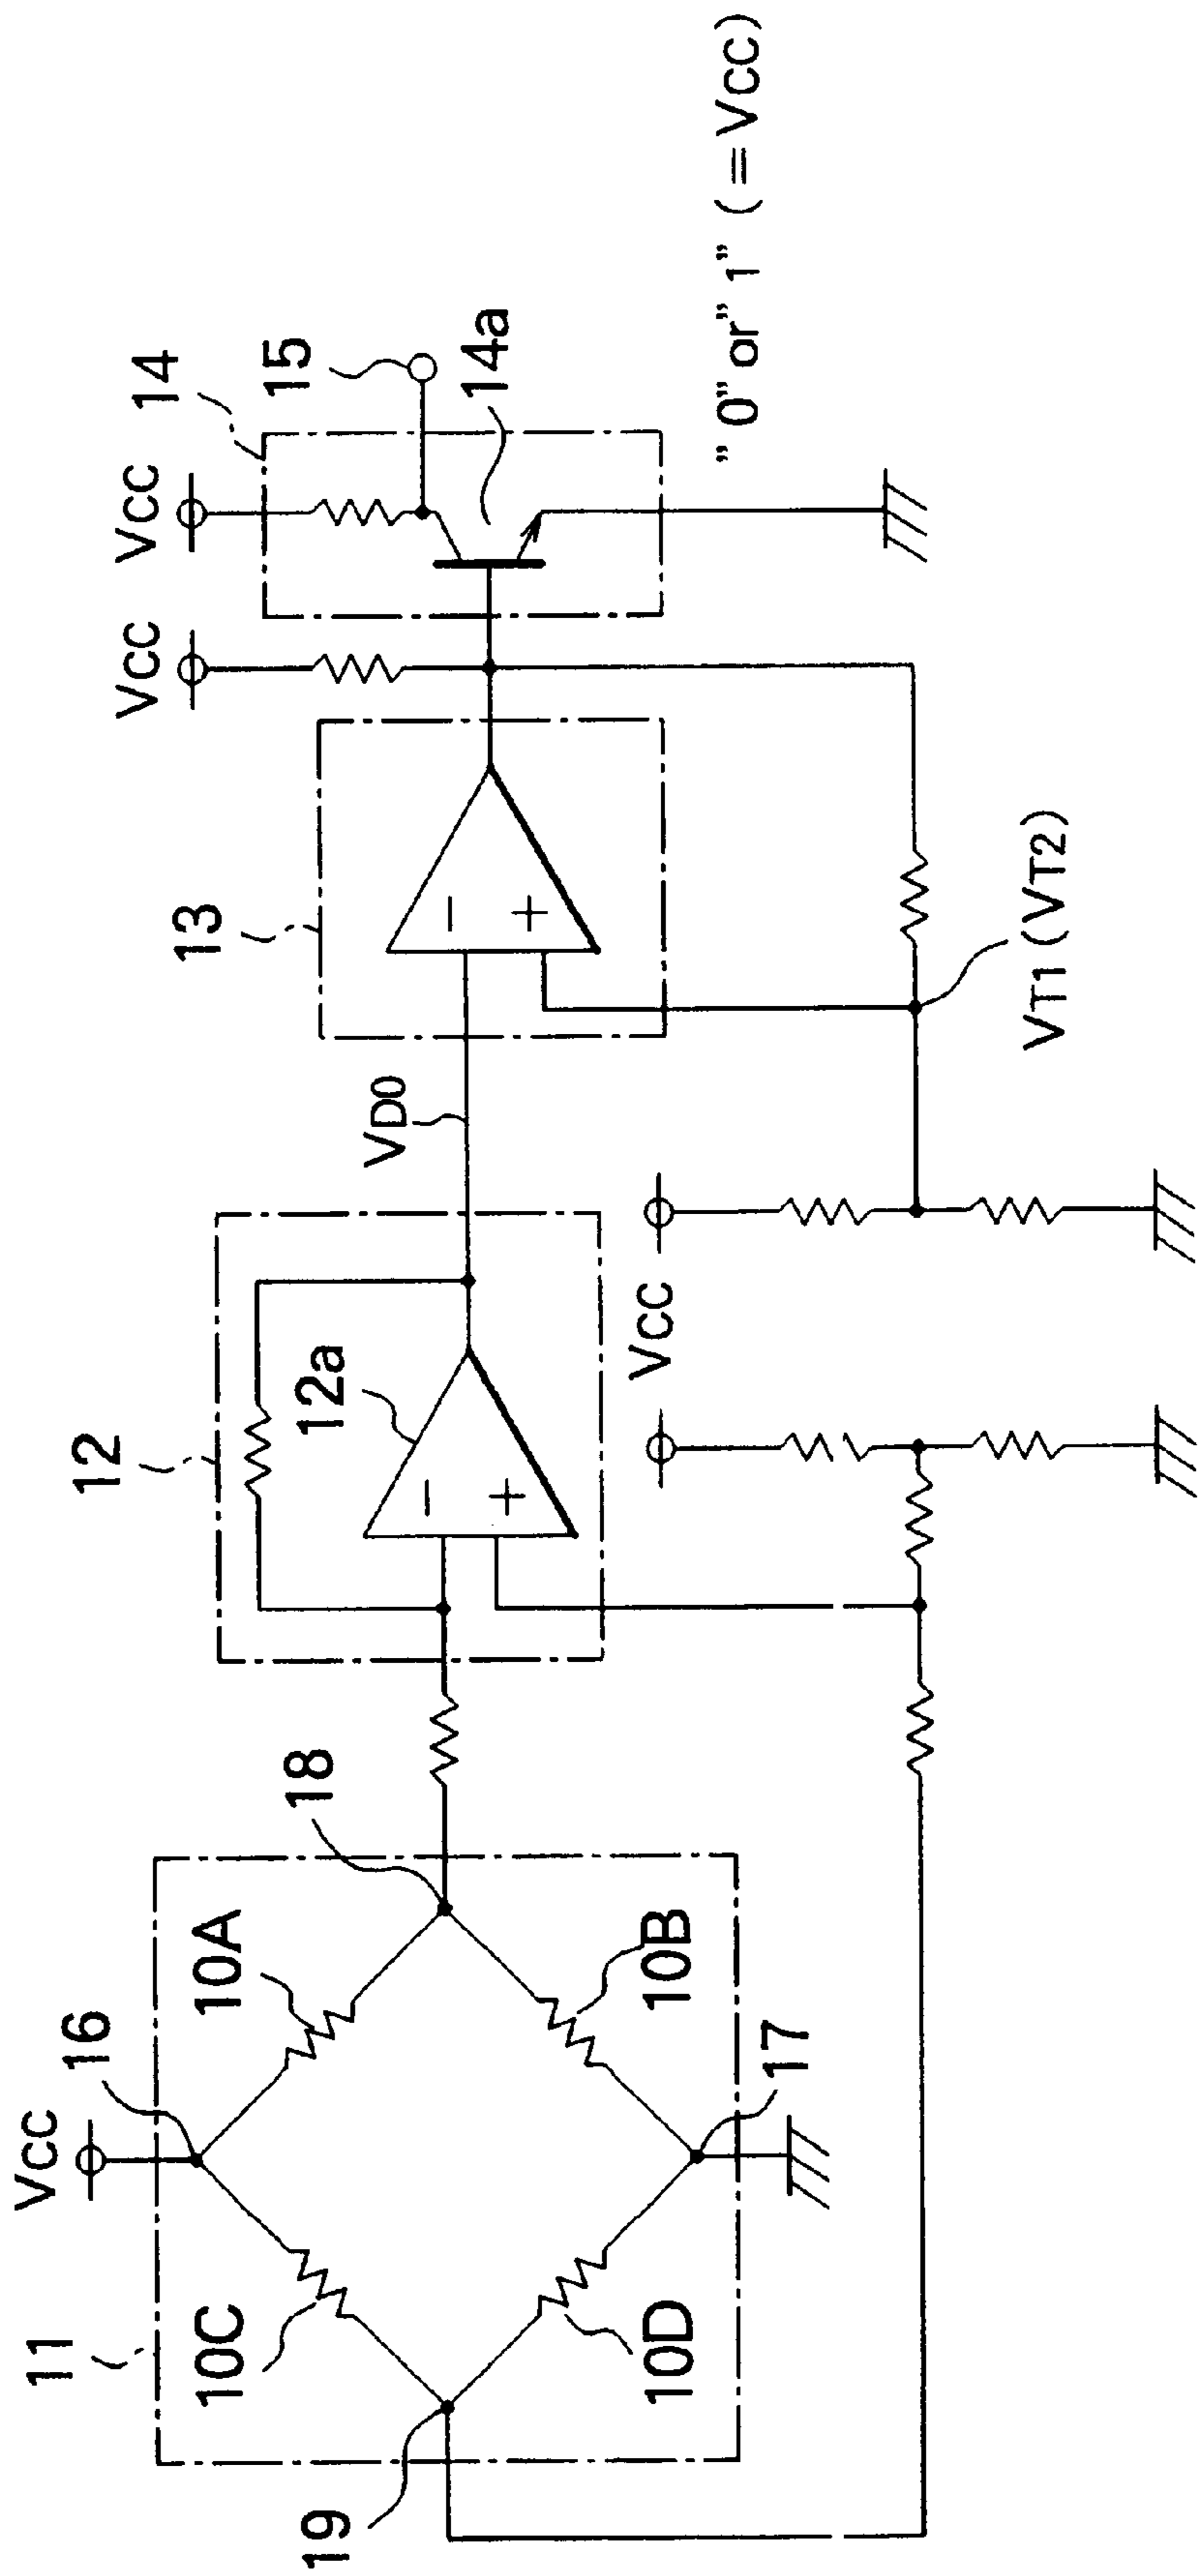 11
VCC
16
10C
10A
10D
10B
17
19
18
12
12a
VCC
VD0
13
VT1 (VT2)
VCC
VCC
14
15
14a
" 0" or" 1" ( = VCC)